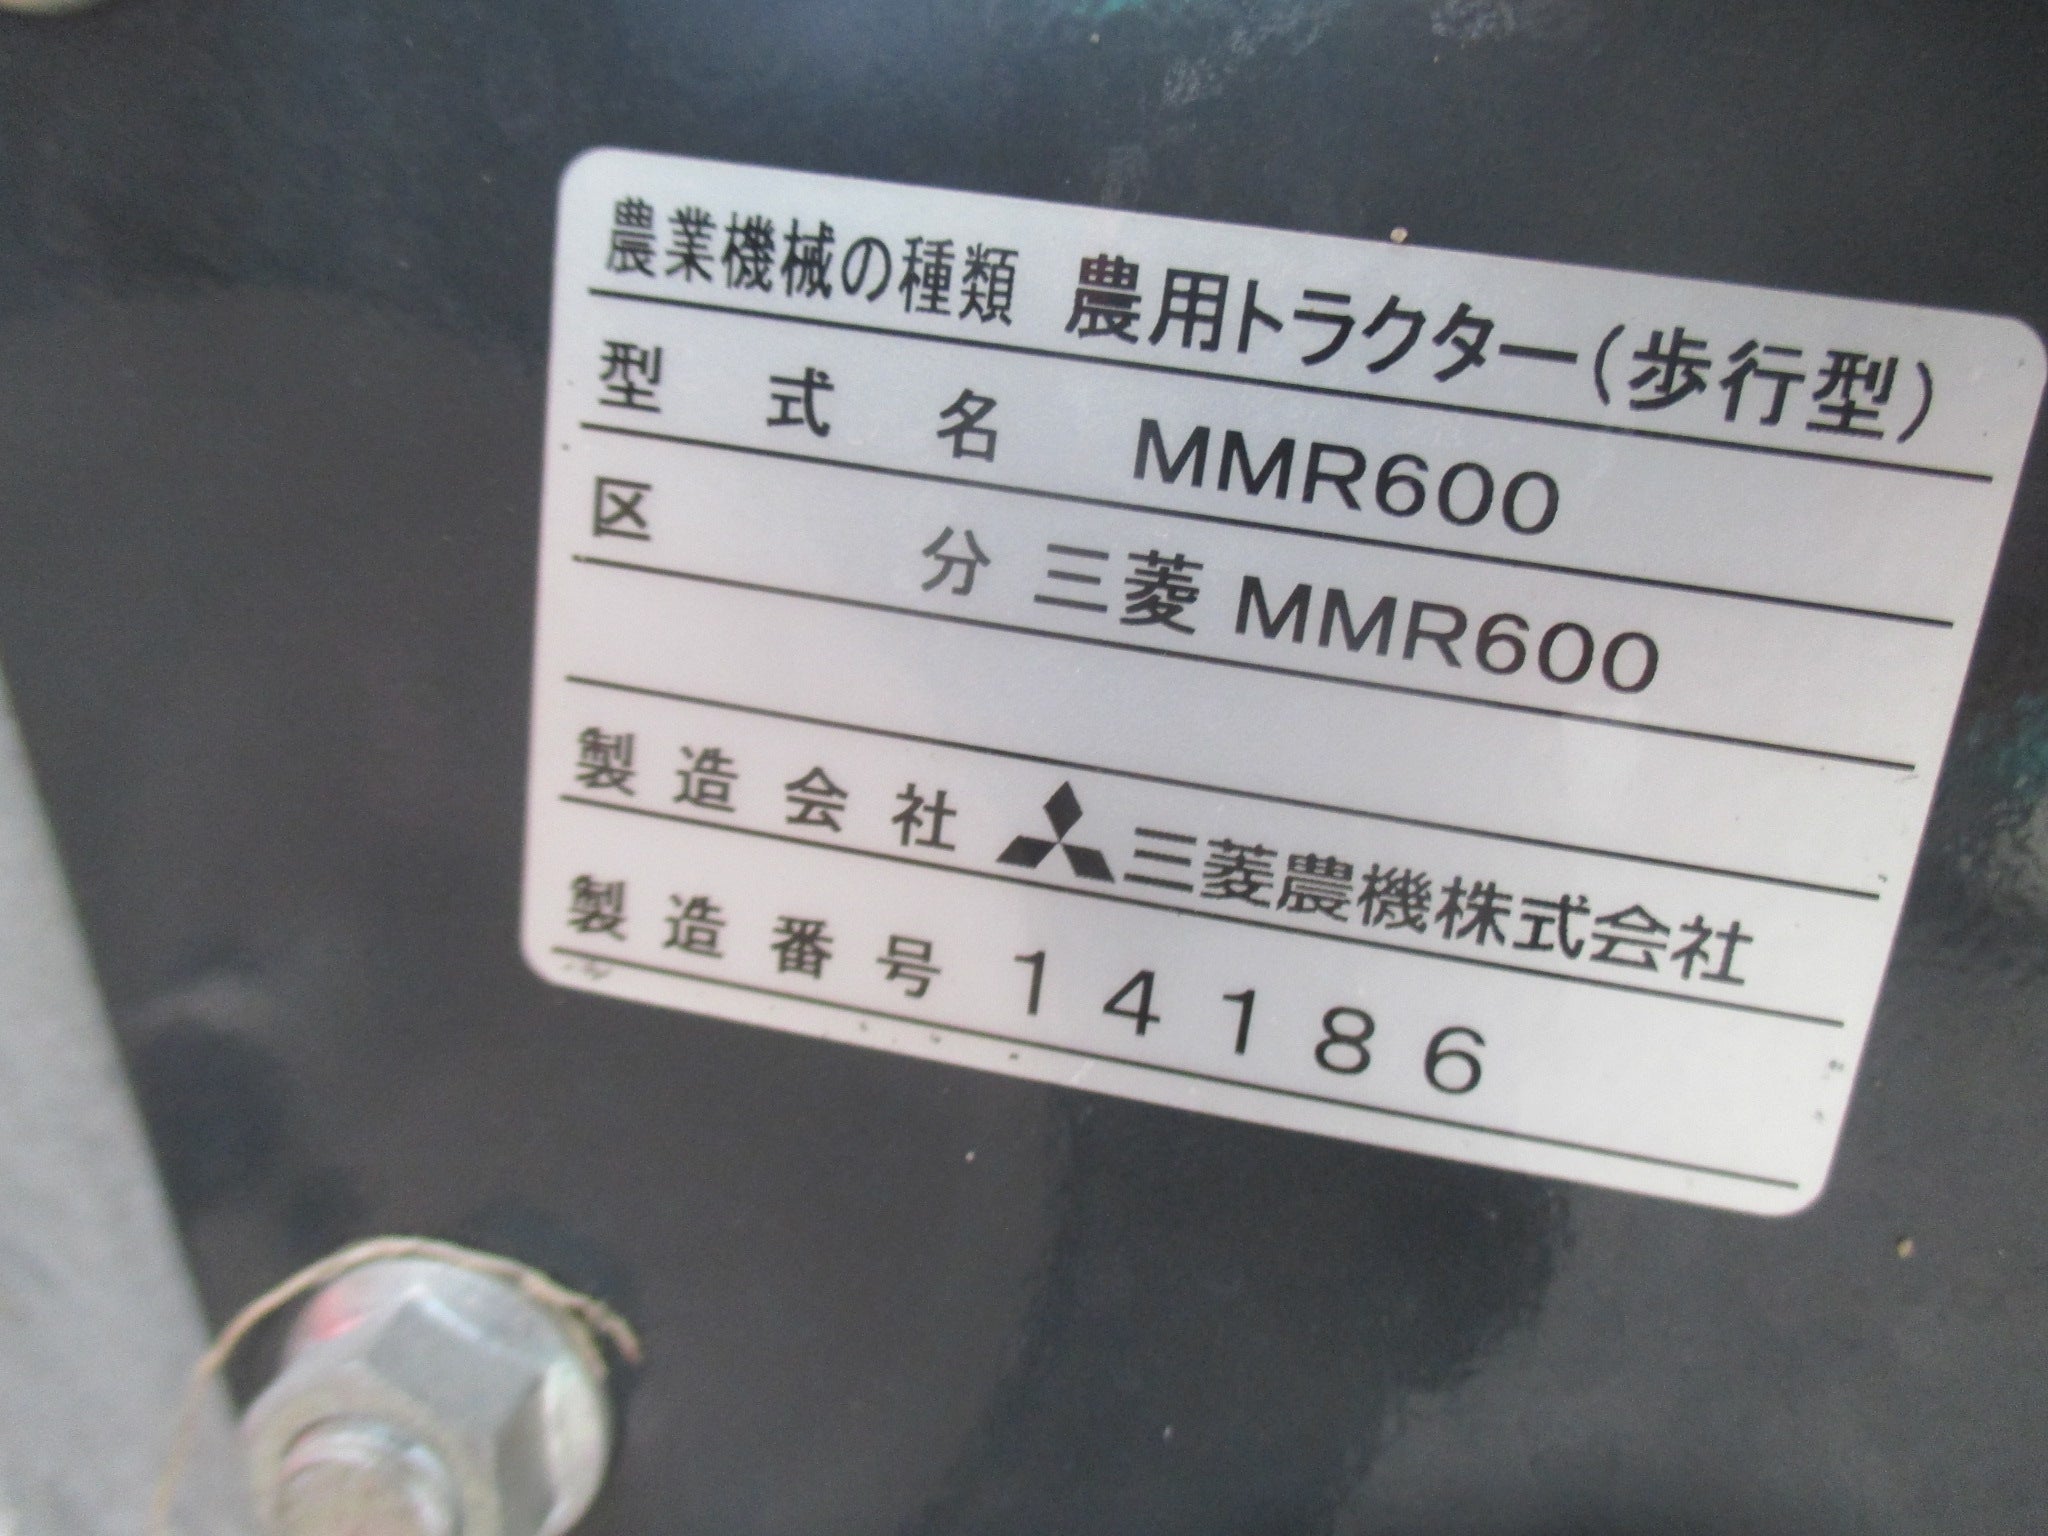 農業機械の種類 農用トラクター(歩行型)
型式名 MMR600
区分 三菱 MMR600
製造会社 三菱農機株式会社
製造番号 14186